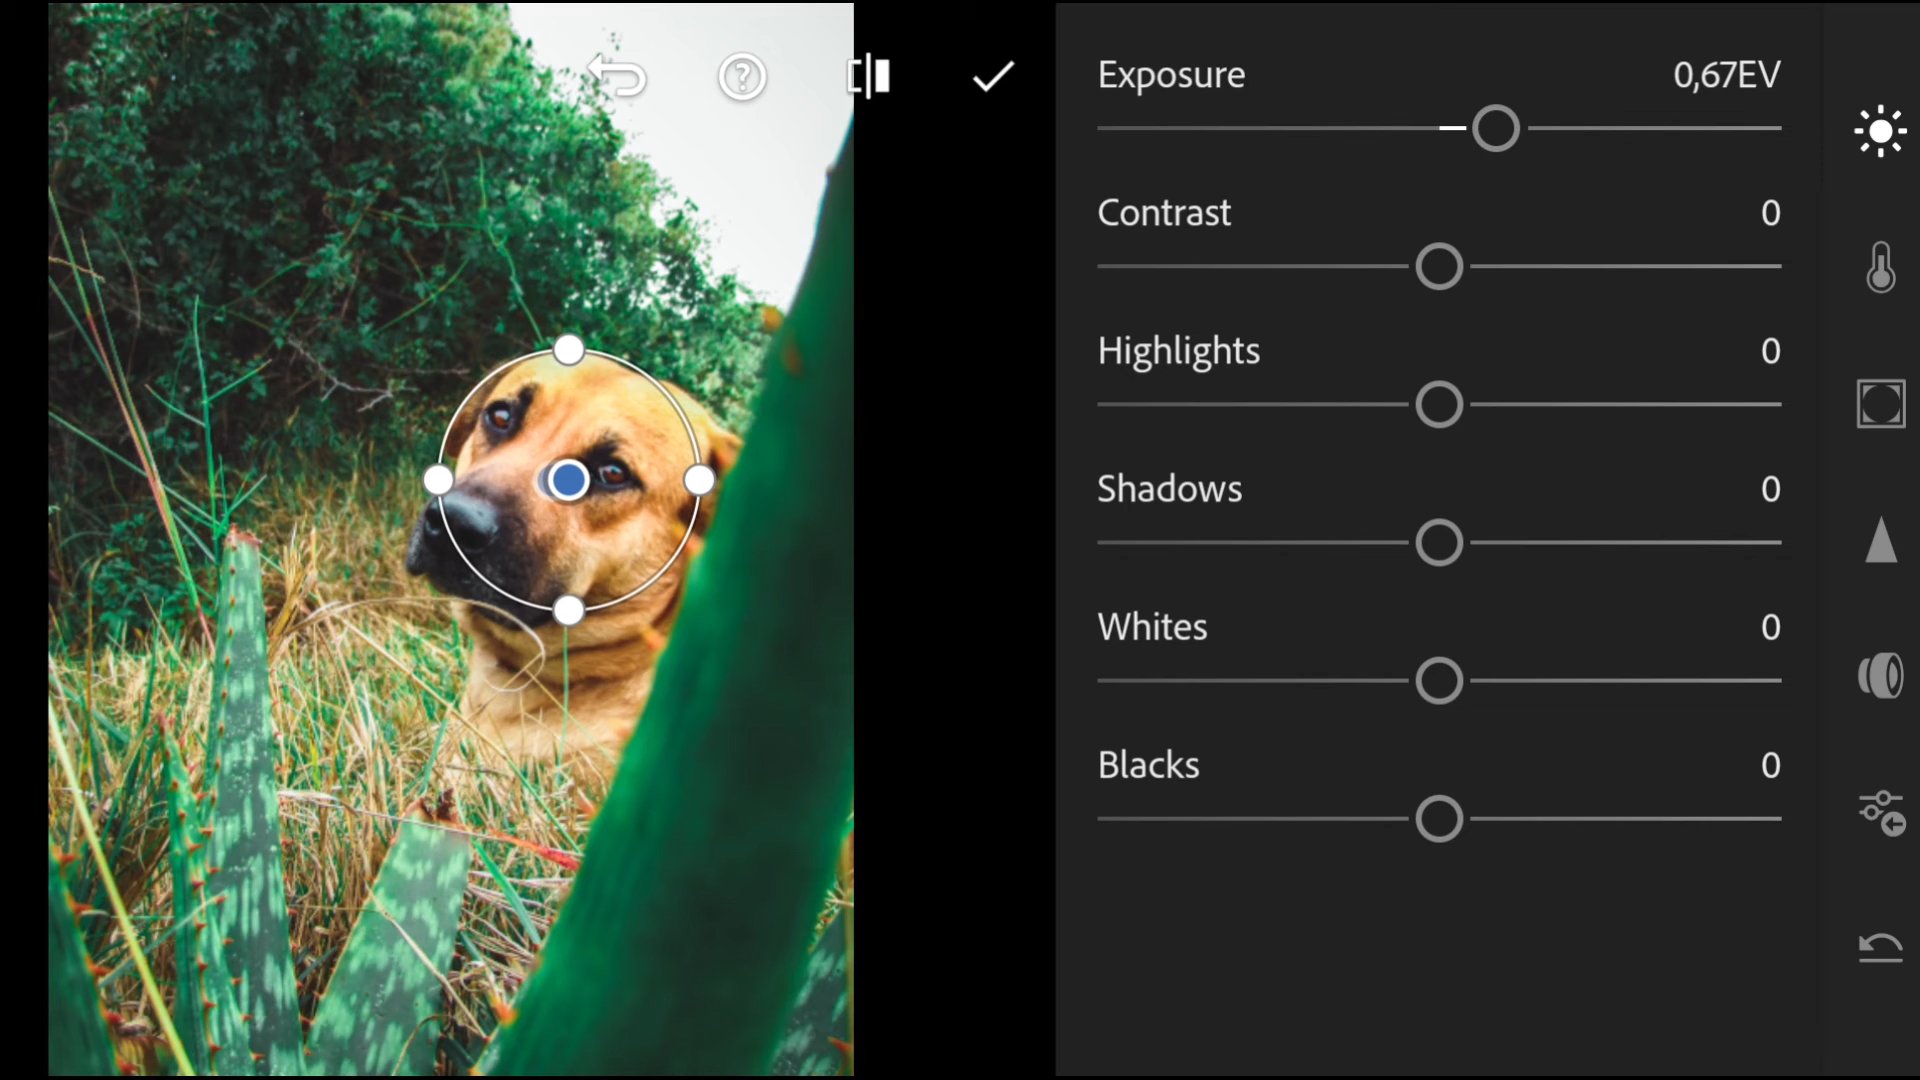 Exposure 0,67EV
Contrast 0
Highlights 0
Shadows 0
Whites 0
Blacks 0